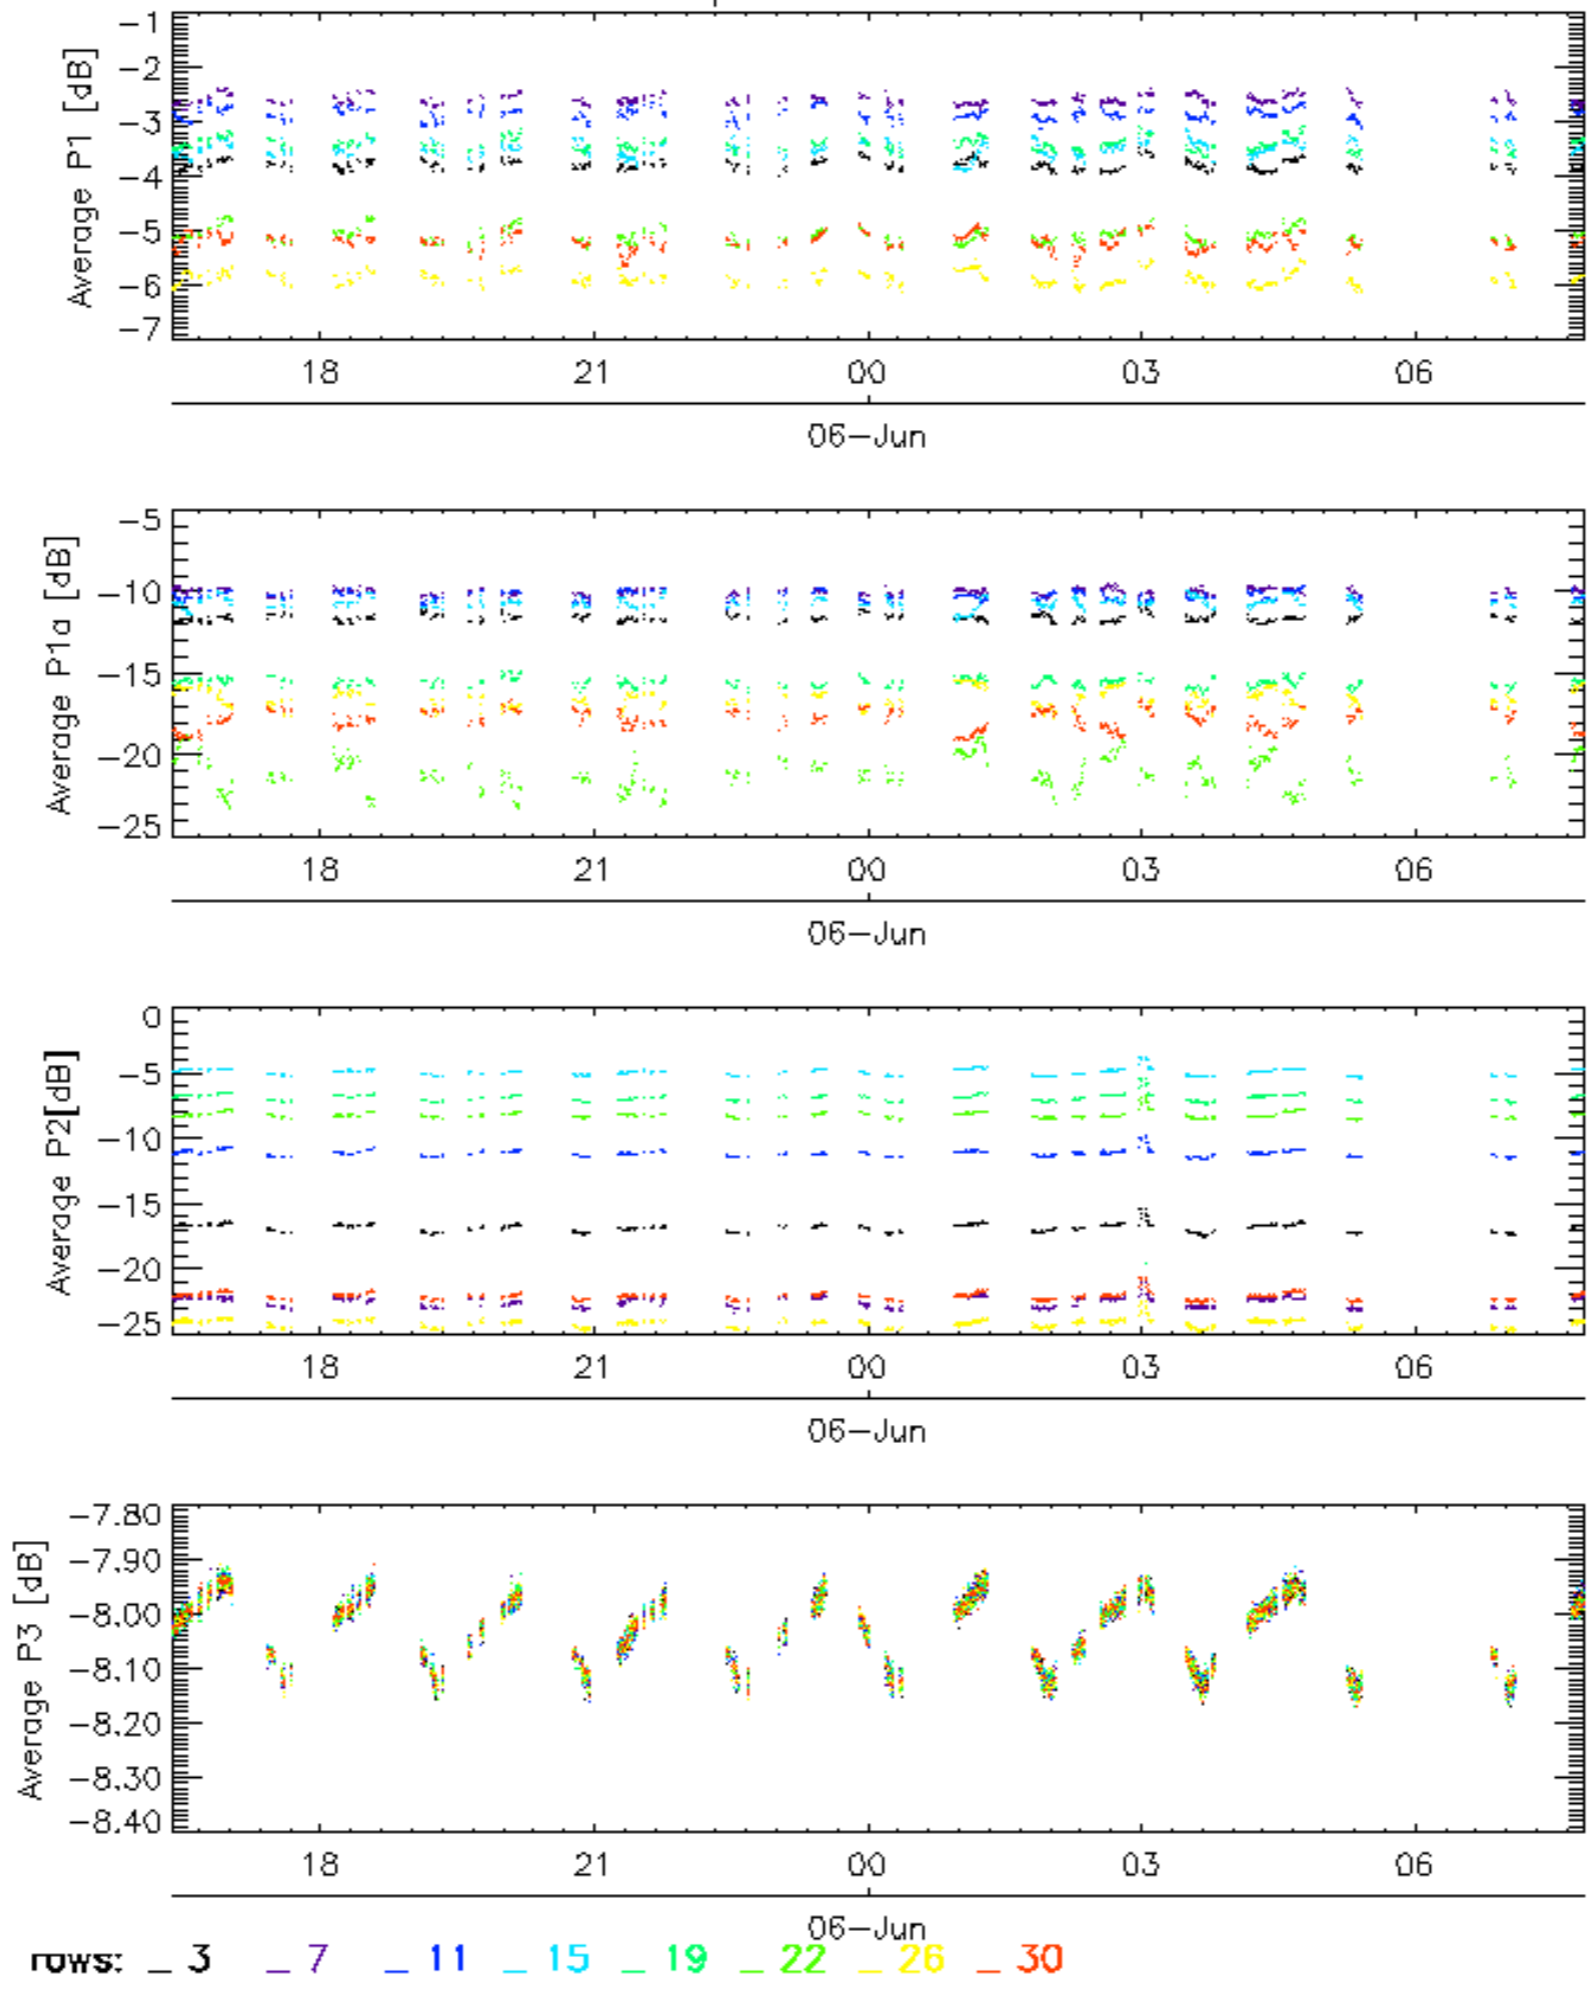 Average P1 [dB]
-1
-2
-3
-4
-5
-6
-7
18 21 00 03 06
06-Jun
Average P1a [dB]
-5
-10
-15
-20
-25
18 21 00 03 06
06-Jun
Average P2[dB]
0
-5
-10
-15
-20
-25
18 21 00 03 06
06-Jun
Average P3 [dB]
-7.80
-7.90
-8.00
-8.10
-8.20
-8.30
-8.40
18 21 00 03 06
06-Jun
rows: _ 3 _ 7 _ 11 _ 15 _ 19 _ 22 _ 26 _ 30